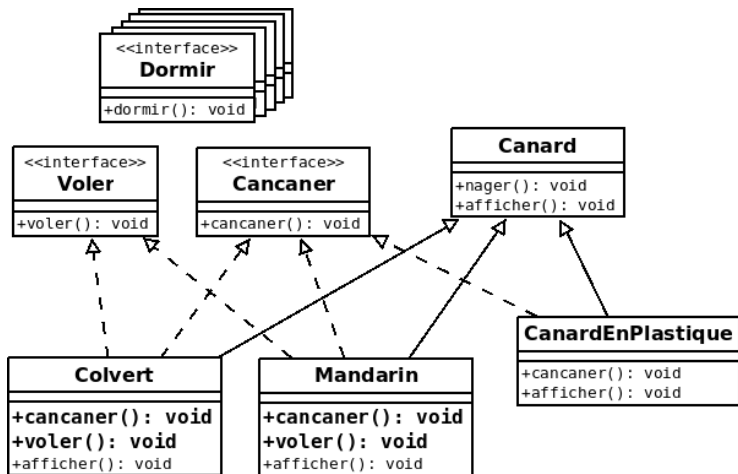 <<interface>>
Dormir
+dormir(): void
<<interface>>
Voler
+voler(): void
<<interface>>
Cancaner
+cancaner(): void
Canard
+nager(): void
+afficher(): void
Colvert
+cancaner(): void
+voler(): void
+afficher(): void
Mandarin
+cancaner(): void
+voler(): void
+afficher(): void
CanardEnPlastique
+cancaner(): void
+afficher(): void